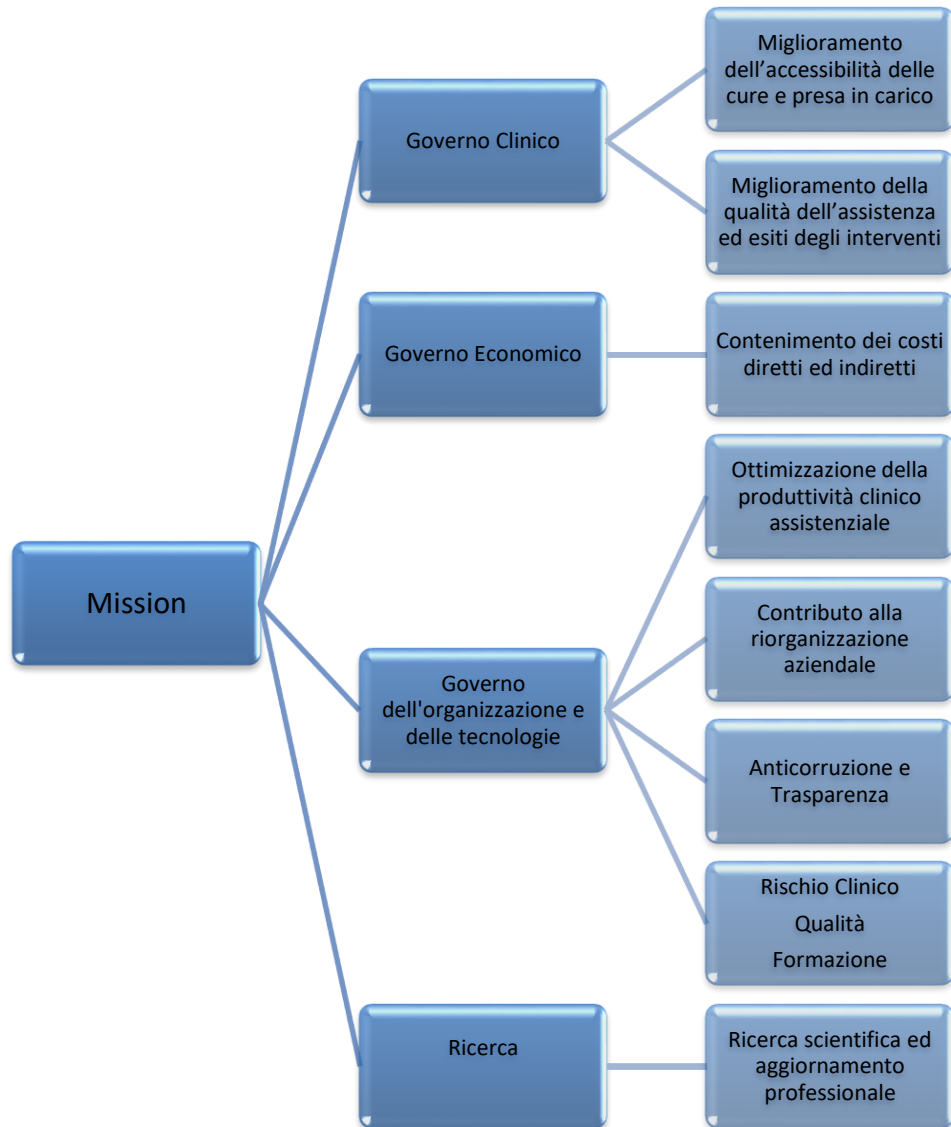 Mission
Governo Clinico
Miglioramento
dell’accessibilità delle
cure e presa in carico
Miglioramento della
qualità dell’assistenza
ed esiti degli interventi
Governo Economico
Contenimento dei costi
diretti ed indiretti
Governo
dell'organizzazione e
delle tecnologie
Ottimizzazione della
produttività clinico
assistenziale
Contributo alla
riorganizzazione
aziendale
Anticorruzione e
Trasparenza
Rischio Clinico
Qualità
Formazione
Ricerca
Ricerca scientifica ed
aggiornamento
professionale